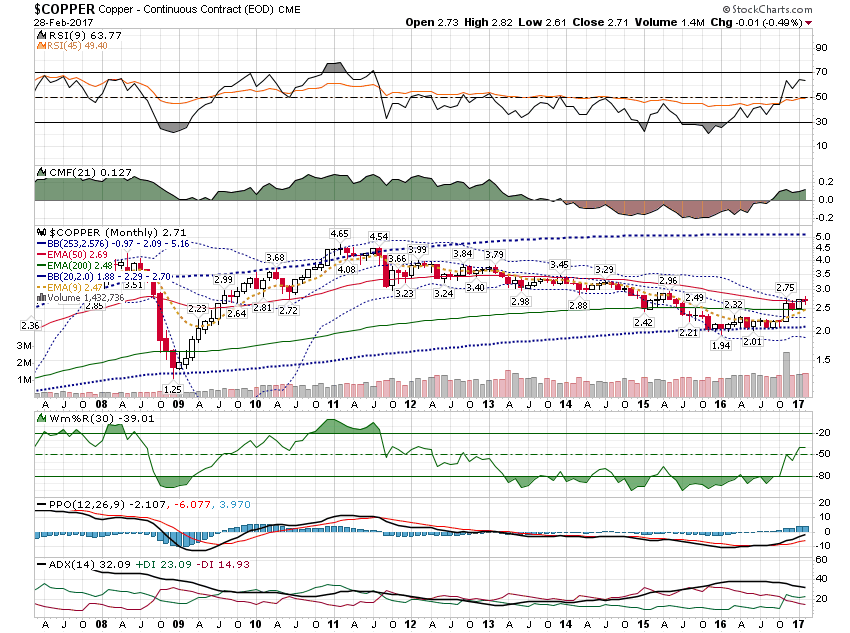 $COPPER Copper - Continuous Contract (EOD) CME
© StockCharts.com
28-Feb-2017
Open 2.73 High 2.82 Low 2.61 Close 2.71 Volume 1.4M Chg -0.01 (-0.49%)
RSI(9) 63.77
RSI(45) 49.40
90
70
50
30
10
CMF(21) 0.127
0.2
0.0
-0.2
$COPPER (Monthly) 2.71
BB(253,2.576) -0.97 - 2.09 - 5.16
EMA(50) 2.69
EMA(200) 2.48
BB(20,2.0) 1.88 - 2.29 - 2.70
EMA(9) 2.47
Volume 1,432,736
2.36
3M
2M
1M
2.85
3.51
1.25
2.23
2.99
2.64
3.68
2.81
2.72
4.65
4.08
4.54
3.66
3.23
3.99
3.24
3.84
3.40
3.79
2.98
3.45
2.88
3.29
2.42
2.96
2.21
2.49
1.94
2.32
2.01
2.75
5.0
4.5
4.0
3.5
3.0
2.5
2.0
1.5
A J O 08 A J O 09 A J O 10 A J O 11 A J O 12 A J O 13 A J O 14 A J O 15 A J O 16 A J O 17
Wm%R(30) -39.01
-20
-50
-80
PPO(12,26,9) -2.107, -6.077, 3.970
20
10
0
-10
ADX(14) 32.09 +DI 23.09 -DI 14.93
60
40
20
A J O 08 A J O 09 A J O 10 A J O 11 A J O 12 A J O 13 A J O 14 A J O 15 A J O 16 A J O 17